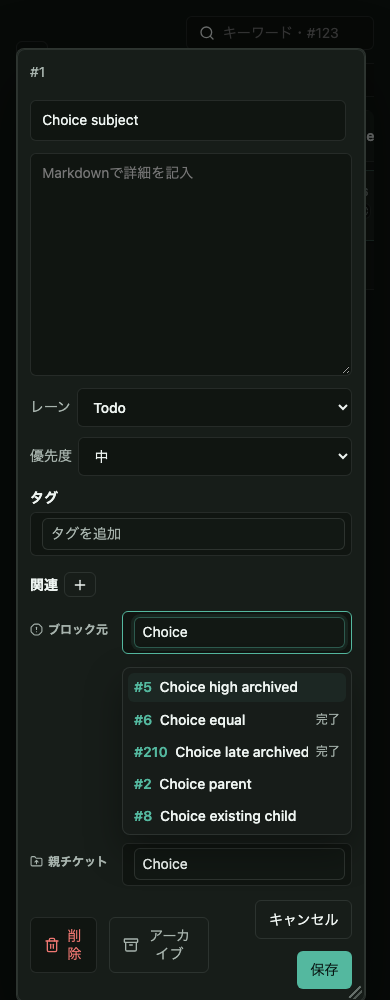 キーワード・#123
#1
Choice subject
Markdownで詳細を記入
レーン Todo
優先度 中
タグ
タグを追加
関連 +
ブロック元 Choice
#5 Choice high archived
#6 Choice equal 完了
#210 Choice late archived 完了
#2 Choice parent
#8 Choice existing child
親チケット Choice
キャンセル
削
除
アーカ
イブ
保存